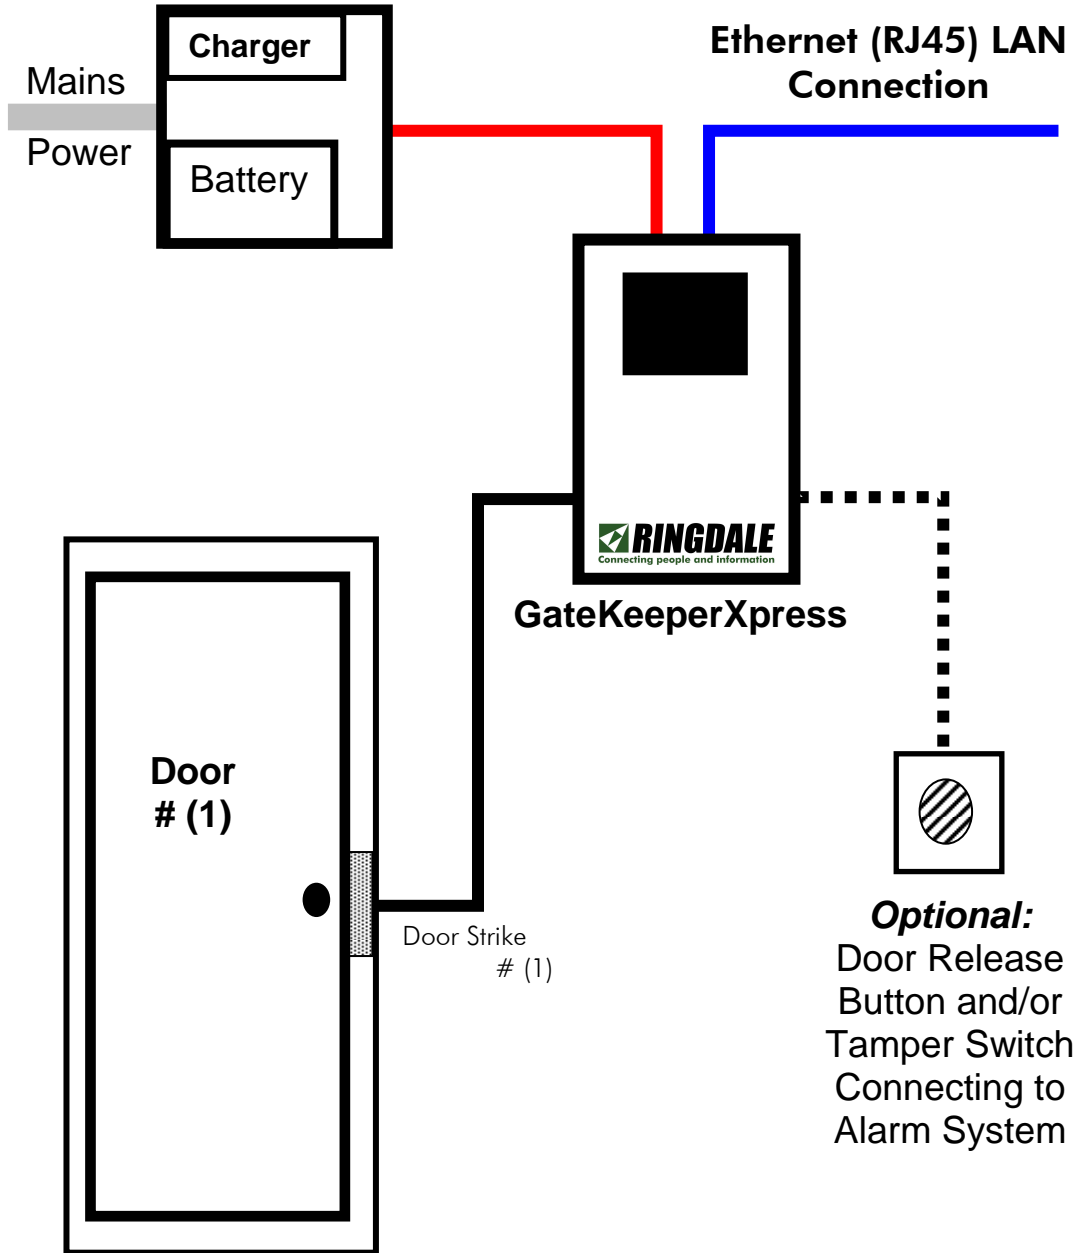 Charger
Mains
Power
Battery
Ethernet (RJ45) LAN
Connection
RINGDALE
Connecting people and information
GateKeeperXpress
Door
# (1)
Door Strike
# (1)
Optional:
Door Release
Button and/or
Tamper Switch
Connecting to
Alarm System